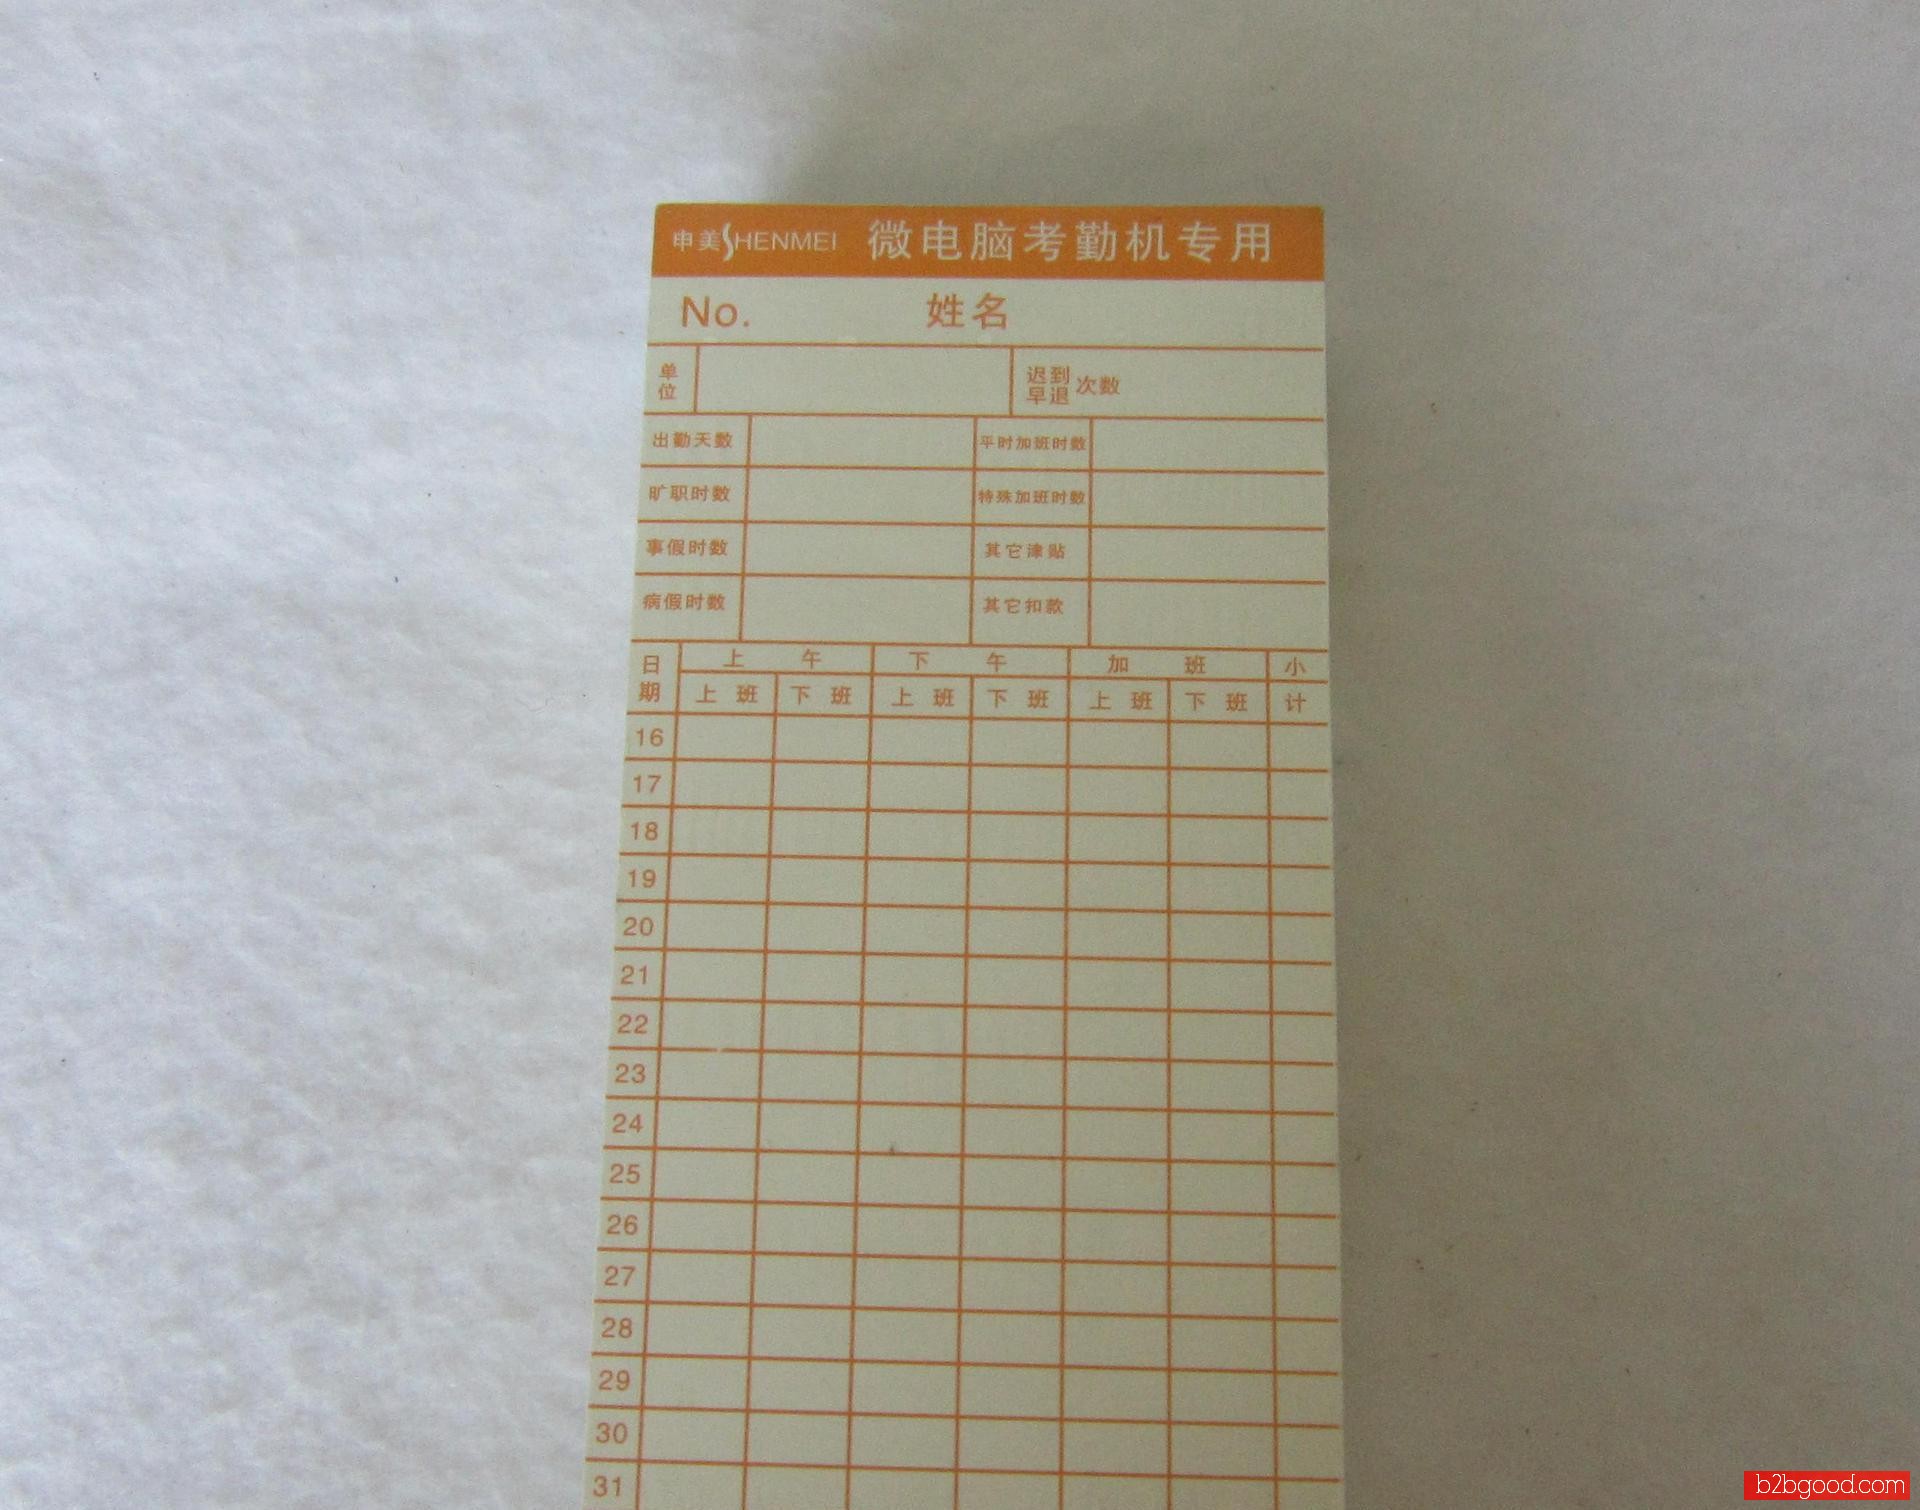 申美SHENMEI 微电脑考勤机专用
No. 姓名
单位 迟到早退次数
出勤天数 平时加班时数
旷职时数 特殊加班时数
事假时数 其它津贴
病假时数 其它扣款
日期 上午 下午 加班 小计
上班 下班 上班 下班 上班 下班
16
17
18
19
20
21
22
23
24
25
26
27
28
29
30
31
b2bgood.com